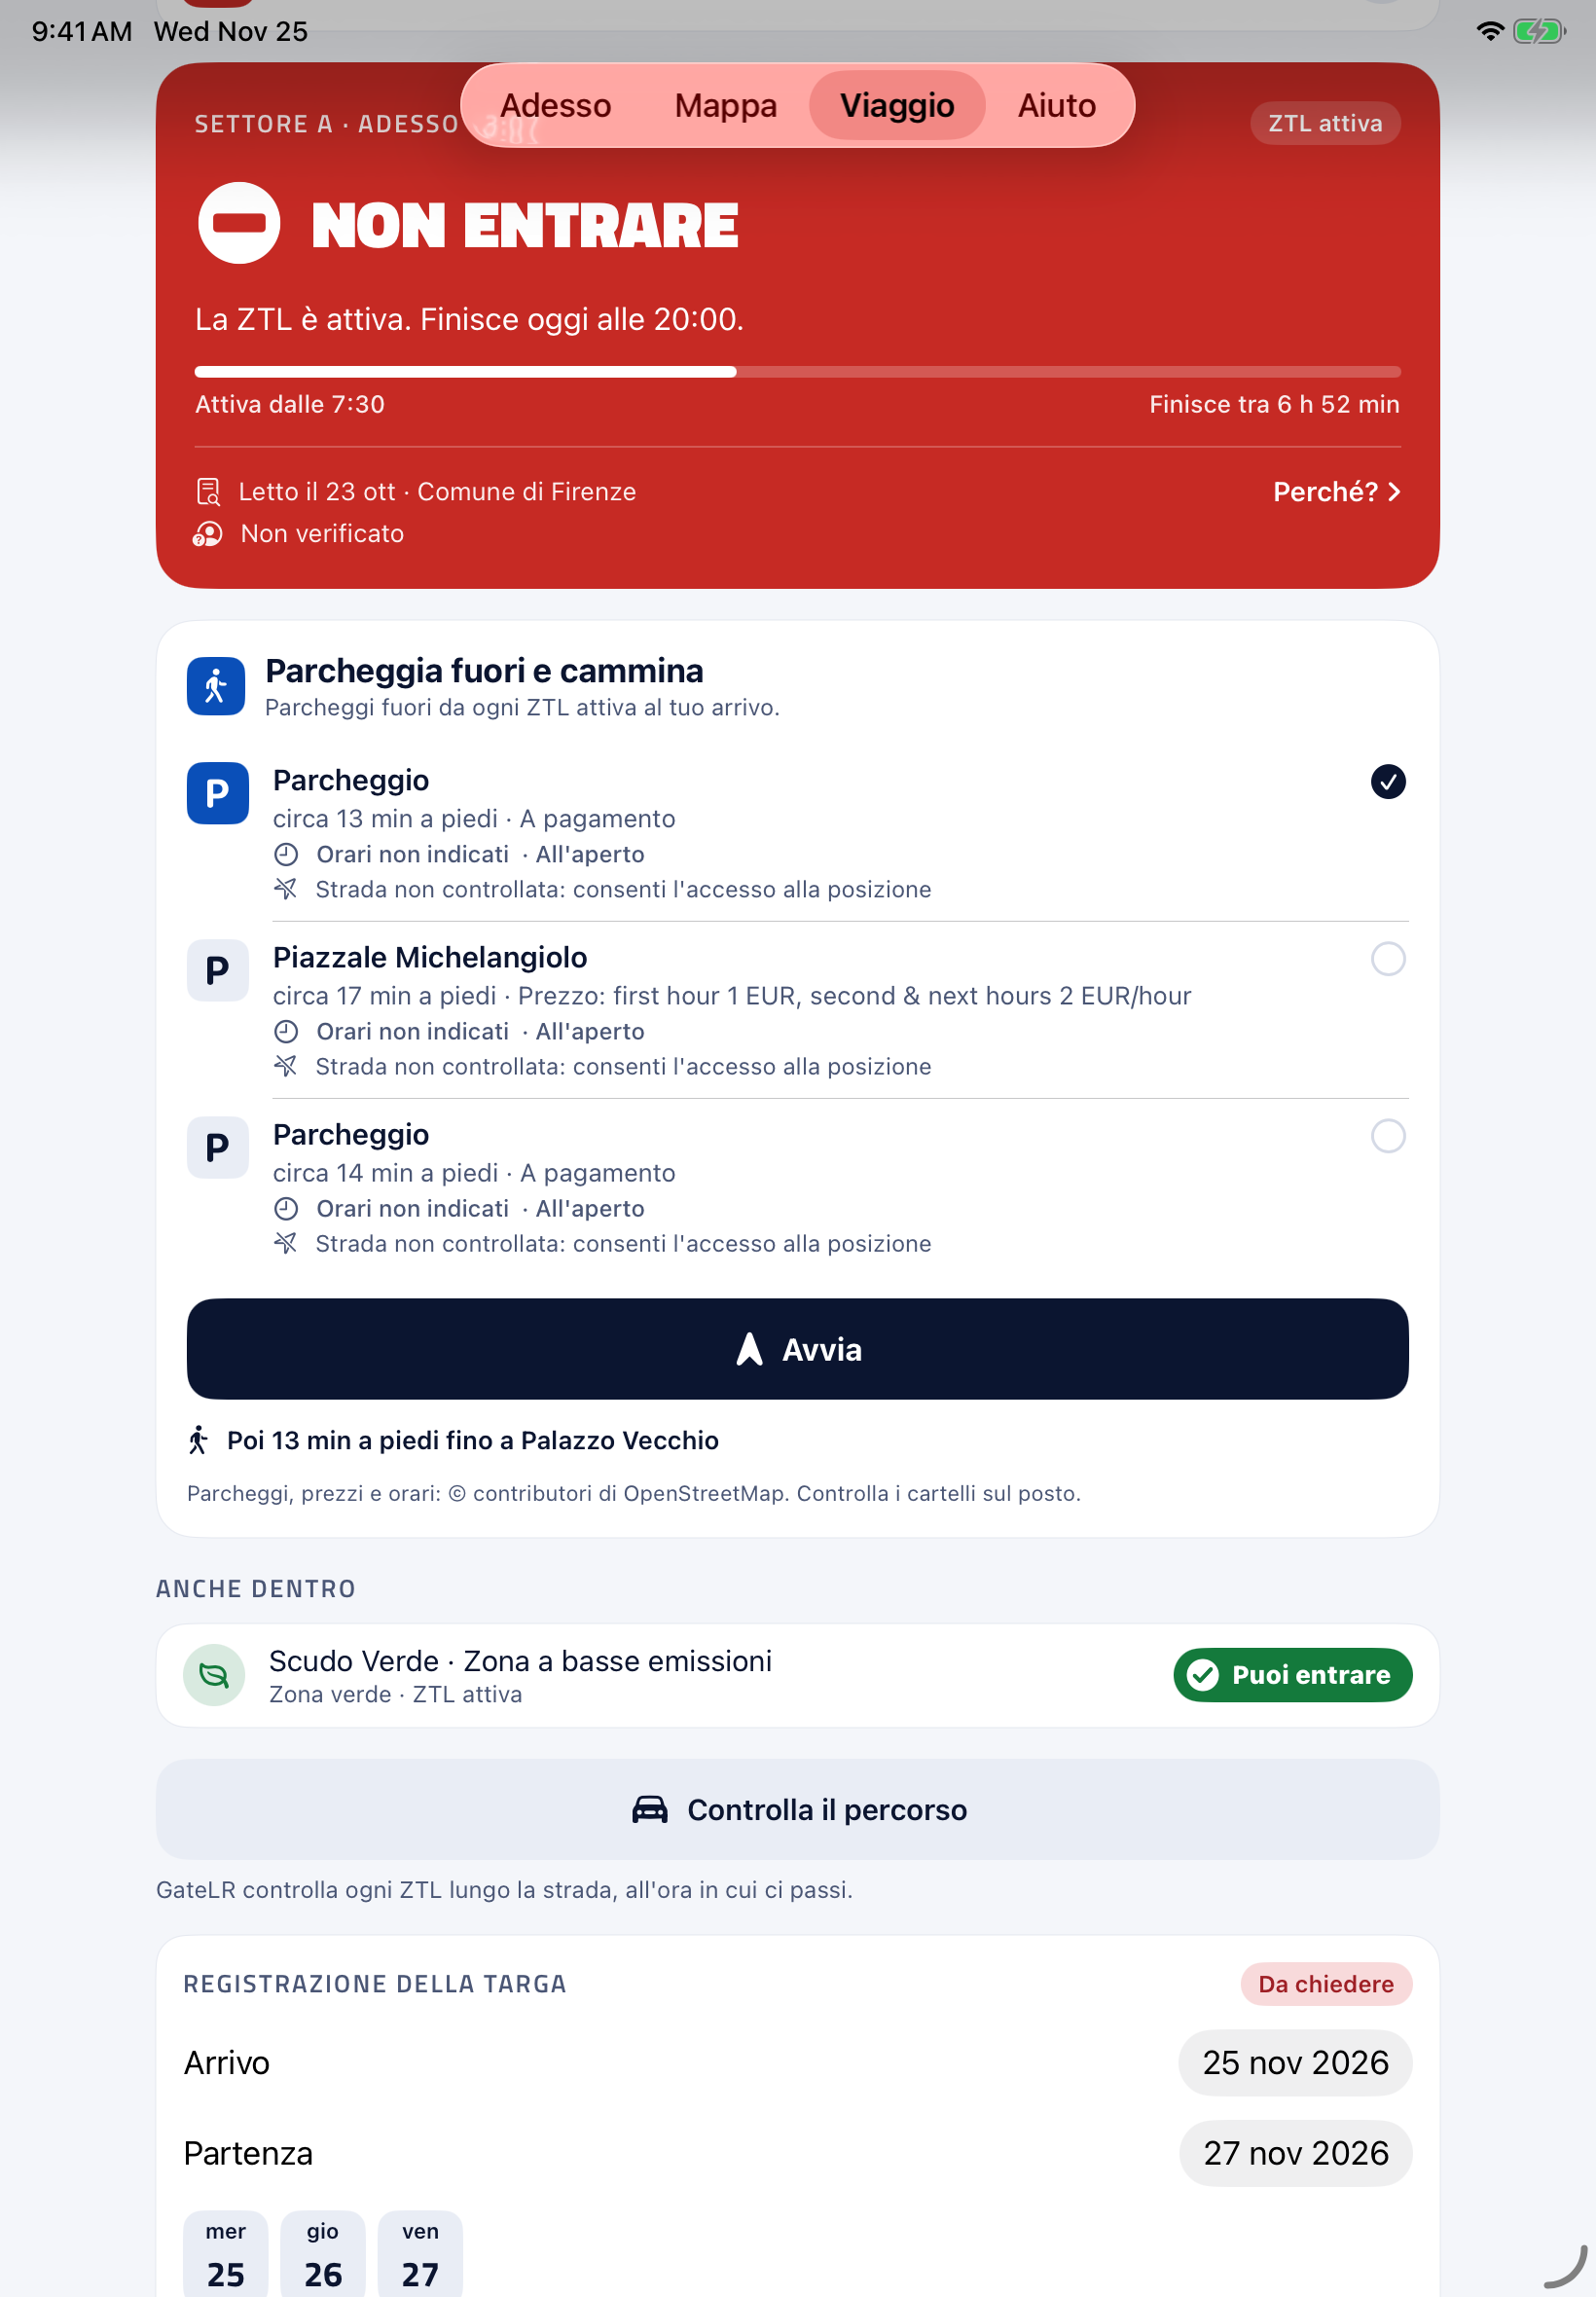 9:41 AM Wed Nov 25
Adesso Mappa Viaggio Aiuto
SETTORE A · ADESSO
ZTL attiva
NON ENTRARE
La ZTL è attiva. Finisce oggi alle 20:00.
Attiva dalle 7:30
Finisce tra 6 h 52 min
Letto il 23 ott · Comune di Firenze
Perché?
Non verificato
Parcheggia fuori e cammina
Parcheggi fuori da ogni ZTL attiva al tuo arrivo.
P
Parcheggio
circa 13 min a piedi · A pagamento
Orari non indicati · All'aperto
Strada non controllata: consenti l'accesso alla posizione
P
Piazzale Michelangiolo
circa 17 min a piedi · Prezzo: first hour 1 EUR, second & next hours 2 EUR/hour
Orari non indicati · All'aperto
Strada non controllata: consenti l'accesso alla posizione
P
Parcheggio
circa 14 min a piedi · A pagamento
Orari non indicati · All'aperto
Strada non controllata: consenti l'accesso alla posizione
Avvia
Poi 13 min a piedi fino a Palazzo Vecchio
Parcheggi, prezzi e orari: © contributori di OpenStreetMap. Controlla i cartelli sul posto.
ANCHE DENTRO
Scudo Verde · Zona a basse emissioni
Zona verde · ZTL attiva
Puoi entrare
Controlla il percorso
GateLR controlla ogni ZTL lungo la strada, all'ora in cui ci passi.
REGISTRAZIONE DELLA TARGA
Da chiedere
Arrivo
25 nov 2026
Partenza
27 nov 2026
mer gio ven
25 26 27